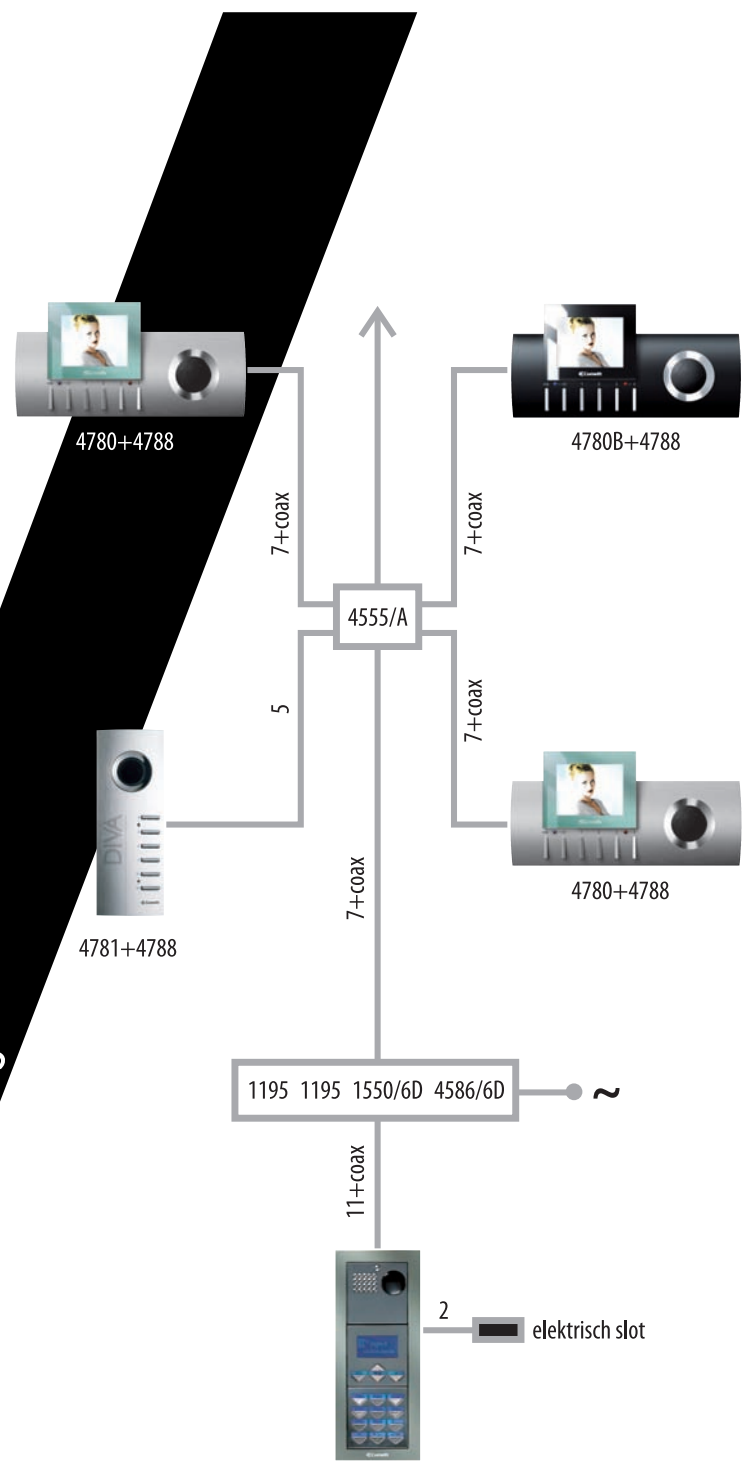 4780+4788
4780B+4788
7+coax
7+coax
4555/A
5
7+coax
DIVA
4781+4788
4780+4788
7+coax
1195 1195 1550/6D 4586/6D
~
11+coax
2
elektrisch slot